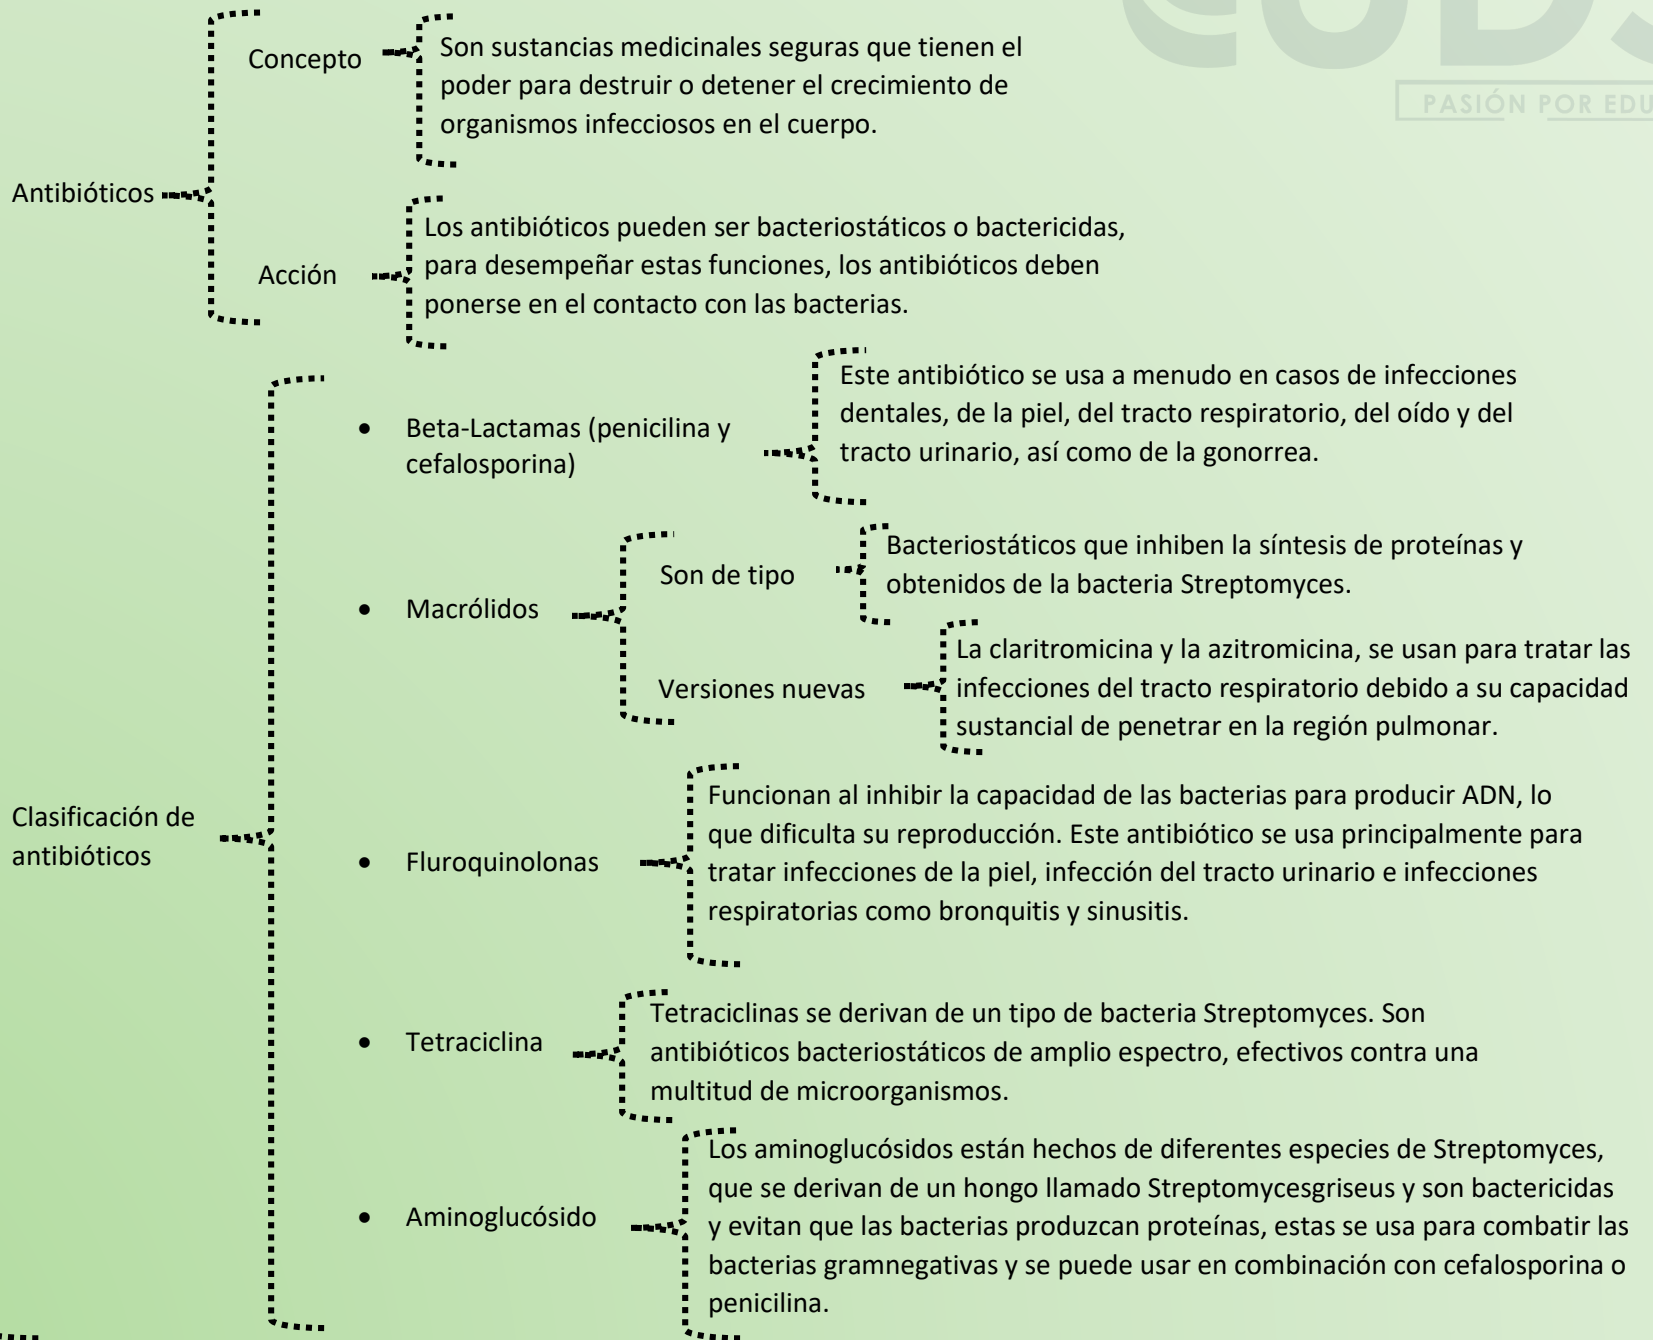 PASIÓN POR EDU
Antibióticos
Concepto
Son sustancias medicinales seguras que tienen el
poder para destruir o detener el crecimiento de
organismos infecciosos en el cuerpo.
Acción
Los antibióticos pueden ser bacteriostáticos o bactericidas,
para desempeñar estas funciones, los antibióticos deben
ponerse en el contacto con las bacterias.
Clasificación de
antibióticos
• Beta-Lactamas (penicilina y
cefalosporina)
Este antibiótico se usa a menudo en casos de infecciones
dentales, de la piel, del tracto respiratorio, del oído y del
tracto urinario, así como de la gonorrea.
• Macrólidos
Son de tipo
Bacteriostáticos que inhiben la síntesis de proteínas y
obtenidos de la bacteria Streptomyces.
Versiones nuevas
La claritromicina y la azitromicina, se usan para tratar las
infecciones del tracto respiratorio debido a su capacidad
sustancial de penetrar en la región pulmonar.
• Fluroquinolonas
Funcionan al inhibir la capacidad de las bacterias para producir ADN, lo
que dificulta su reproducción. Este antibiótico se usa principalmente para
tratar infecciones de la piel, infección del tracto urinario e infecciones
respiratorias como bronquitis y sinusitis.
• Tetraciclina
Tetraciclinas se derivan de un tipo de bacteria Streptomyces. Son
antibióticos bacteriostáticos de amplio espectro, efectivos contra una
multitud de microorganismos.
• Aminoglucósido
Los aminoglucósidos están hechos de diferentes especies de Streptomyces,
que se derivan de un hongo llamado Streptomycesgriseus y son bactericidas
y evitan que las bacterias produzcan proteínas, estas se usa para combatir las
bacterias gramnegativas y se puede usar en combinación con cefalosporina o
penicilina.